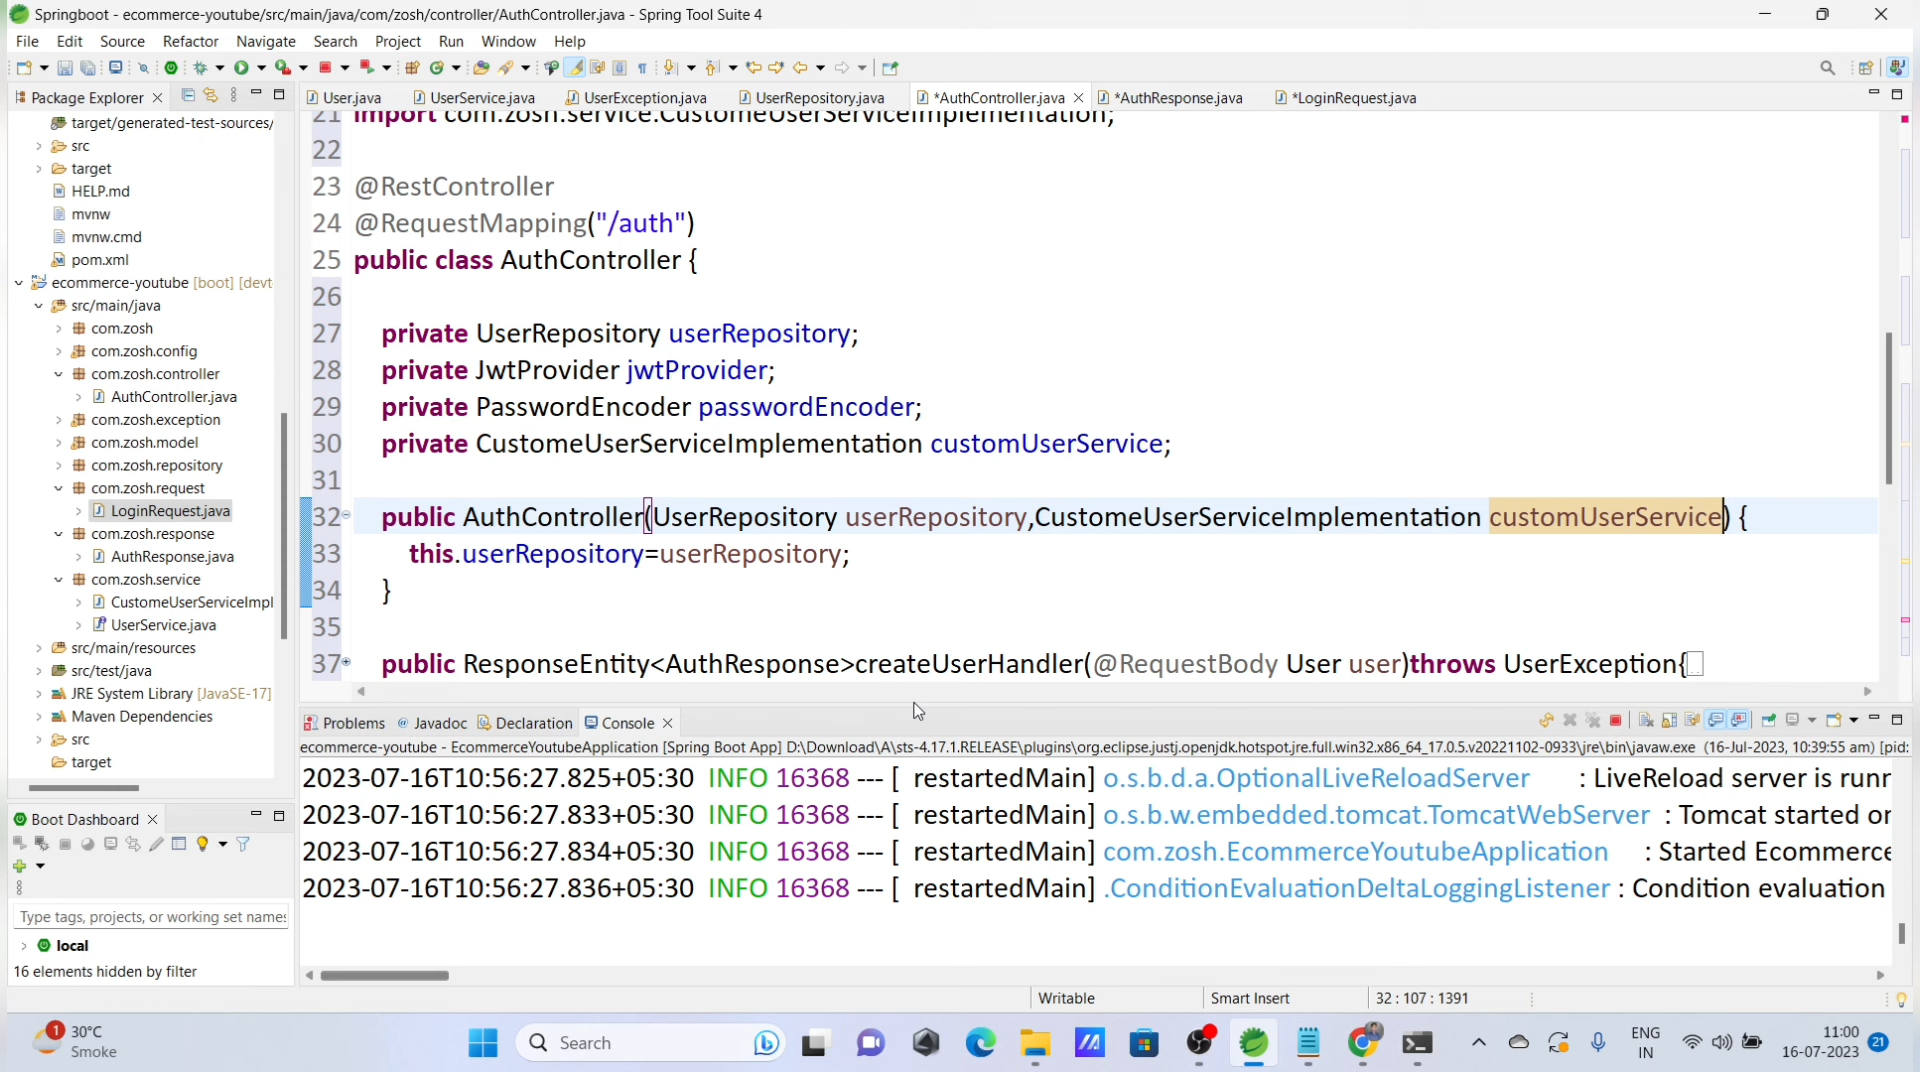 Springboot - ecommerce-youtube/src/main/java/com/zosh/controller/AuthController.java - Spring Tool Suite 4
File Edit Source Refactor Navigate Search Project Run Window Help
Package Explorer
User.java UserService.java UserException.java UserRepository.java *AuthController.java *AuthResponse.java *LoginRequest.java
target/generated-test-sources/
src
target
HELP.md
mvnw
mvnw.cmd
pom.xml
ecommerce-youtube [boot] [devt
src/main/java
com.zosh
com.zosh.config
com.zosh.controller
AuthController.java
com.zosh.exception
com.zosh.model
com.zosh.repository
com.zosh.request
LoginRequest.java
com.zosh.response
AuthResponse.java
com.zosh.service
CustomeUserServiceImpl
UserService.java
src/main/resources
src/test/java
JRE System Library [JavaSE-17]
Maven Dependencies
src
target
21 import com.zosh.service.CustomeUserServiceImplementation;
22
23 @RestController
24 @RequestMapping("/auth")
25 public class AuthController {
26
27 private UserRepository userRepository;
28 private JwtProvider jwtProvider;
29 private PasswordEncoder passwordEncoder;
30 private CustomeUserServiceImplementation customUserService;
31
32 public AuthController(UserRepository userRepository,CustomeUserServiceImplementation customUserService) {
33 this.userRepository=userRepository;
34 }
35
37 public ResponseEntity<AuthResponse>createUserHandler(@RequestBody User user)throws UserException{
Problems Javadoc Declaration Console
ecommerce-youtube - EcommerceYoutubeApplication [Spring Boot App] D:\Download\A\sts-4.17.1.RELEASE\plugins\org.eclipse.justj.openjdk.hotspot.jre.full.win32.x86_64_17.0.5.v20221102-0933\jre\bin\javaw.exe (16-Jul-2023, 10:39:55 am) [pid:
2023-07-16T10:56:27.825+05:30 INFO 16368 --- [ restartedMain] o.s.b.d.a.OptionalLiveReloadServer : LiveReload server is runr
2023-07-16T10:56:27.833+05:30 INFO 16368 --- [ restartedMain] o.s.b.w.embedded.tomcat.TomcatWebServer : Tomcat started or
2023-07-16T10:56:27.834+05:30 INFO 16368 --- [ restartedMain] com.zosh.EcommerceYoutubeApplication : Started Ecommerce
2023-07-16T10:56:27.836+05:30 INFO 16368 --- [ restartedMain] .ConditionEvaluationDeltaLoggingListener : Condition evaluation
Boot Dashboard
Type tags, projects, or working set names
local
16 elements hidden by filter
Writable Smart Insert 32 : 107 : 1391
1 30°C
Smoke
Search
ENG
IN
11:00
16-07-2023 21